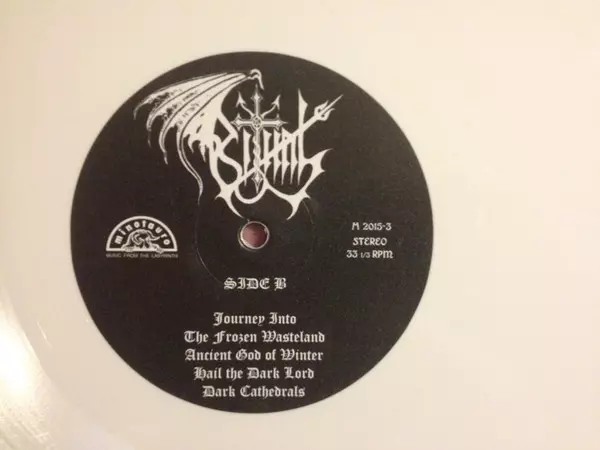 Ritual
minotauro
MUSIC FROM THE LABYRINTH
M 2015-3
STEREO
33 1/3 RPM
SIDE B
Journey Into
The Frozen Wasteland
Ancient God of Winter
Hail the Dark Lord
Dark Cathedrals